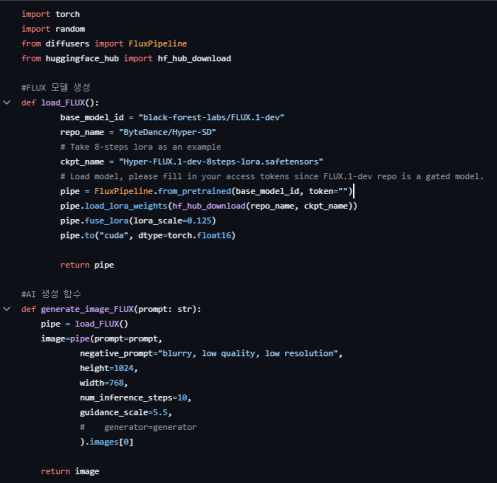 import torch
import random
from diffusers import FluxPipeline
from huggingface_hub import hf_hub_download

#FLUX 모델 생성
def load_FLUX():
        base_model_id = "black-forest-labs/FLUX.1-dev"
        repo_name = "ByteDance/Hyper-SD"
        # Take 8-steps lora as an example
        ckpt_name = "Hyper-FLUX.1-dev-8steps-lora.safetensors"
        # Load model, please fill in your access tokens since FLUX.1-dev repo is a gated model.
        pipe = FluxPipeline.from_pretrained(base_model_id, token="")
        pipe.load_lora_weights(hf_hub_download(repo_name, ckpt_name))
        pipe.fuse_lora(lora_scale=0.125)
        pipe.to("cuda", dtype=torch.float16)

        return pipe

#AI 생성 함수
def generate_image_FLUX(prompt: str):
    pipe = load_FLUX()
    image=pipe(prompt=prompt,
            negative_prompt="blurry, low quality, low resolution",
            height=1024,
            width=768,
            num_inference_steps=10,
            guidance_scale=5.5,
            #    generator=generator
            ).images[0]

    return image